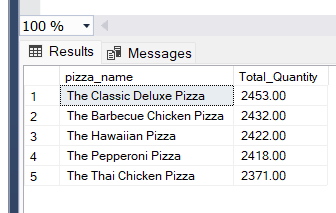 100 %
Results Messages
pizza_name Total_Quantity
1 The Classic Deluxe Pizza 2453.00
2 The Barbecue Chicken Pizza 2432.00
3 The Hawaiian Pizza 2422.00
4 The Pepperoni Pizza 2418.00
5 The Thai Chicken Pizza 2371.00